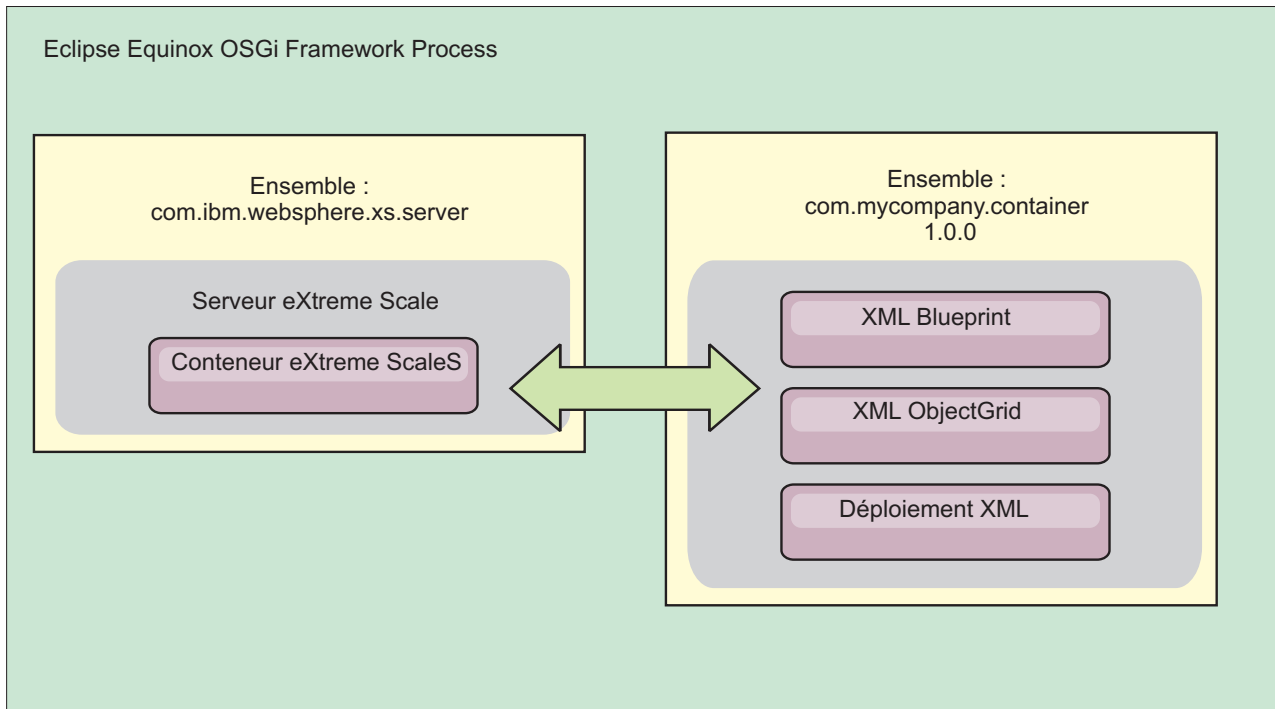 Eclipse Equinox OSGi Framework Process
Ensemble :
com.ibm.websphere.xs.server
Serveur eXtreme Scale
Conteneur eXtreme ScaleS
Ensemble :
com.mycompany.container
1.0.0
XML Blueprint
XML ObjectGrid
Déploiement XML